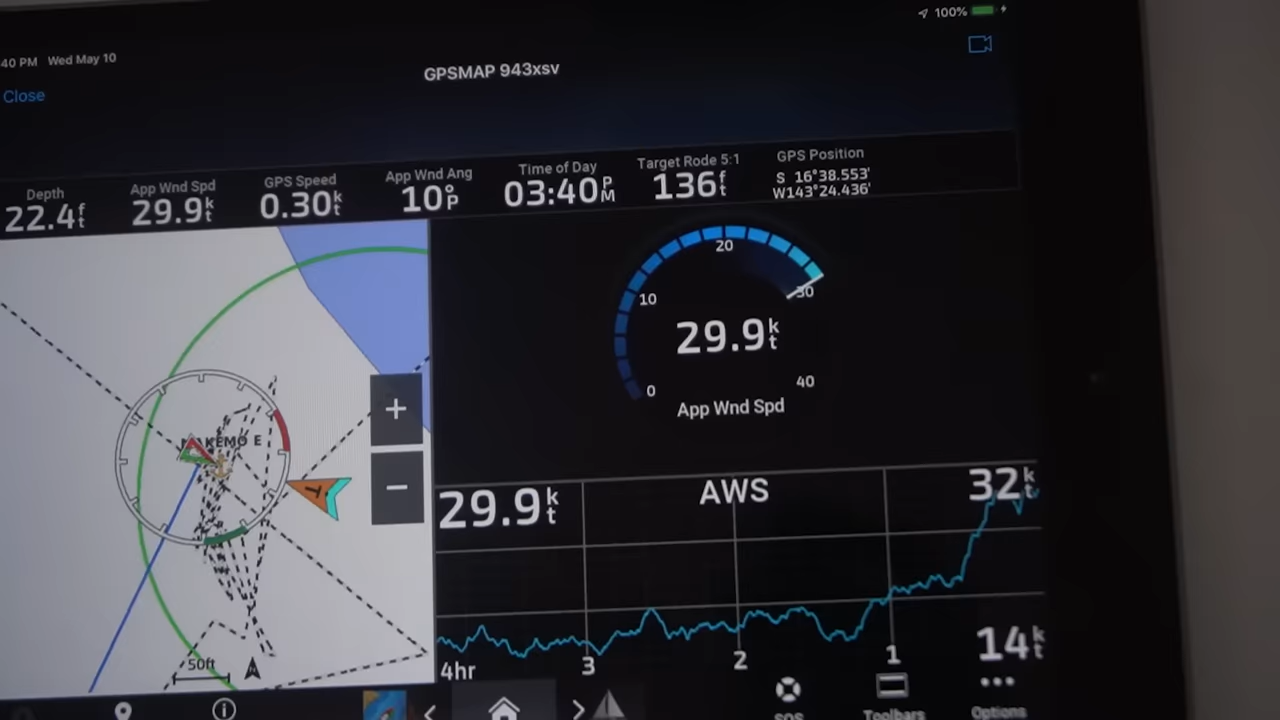 40 PM Wed May 10
100%
GPSMAP 943xsv
Close
Depth
22.4ft
App Wnd Spd
29.9kt
GPS Speed
0.30kt
App Wnd Ang
10°P
Time of Day
03:40PM
Target Rode 5:1
136ft
GPS Position
S 16°38.553'
W143°24.436'
20
10
30
29.9kt
0
40
App Wnd Spd
+
−
KEMO E
T
50ft
N
29.9kt
AWS
32kt
14kt
4hr
3
2
1
SOS
Toolbars
Options